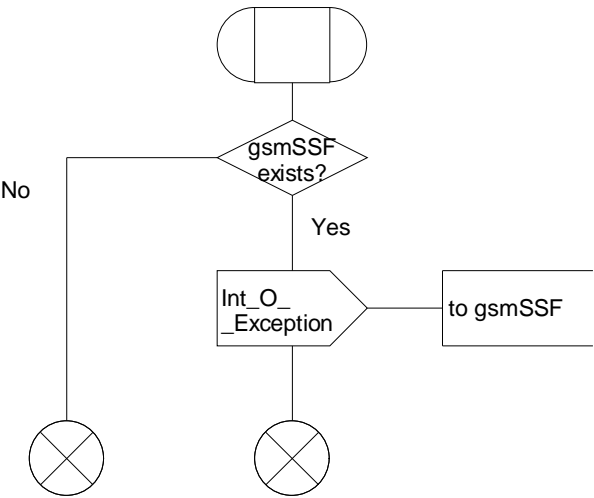 gsmSSF
exists?
No
Yes
Int_O_
_Exception
to gsmSSF